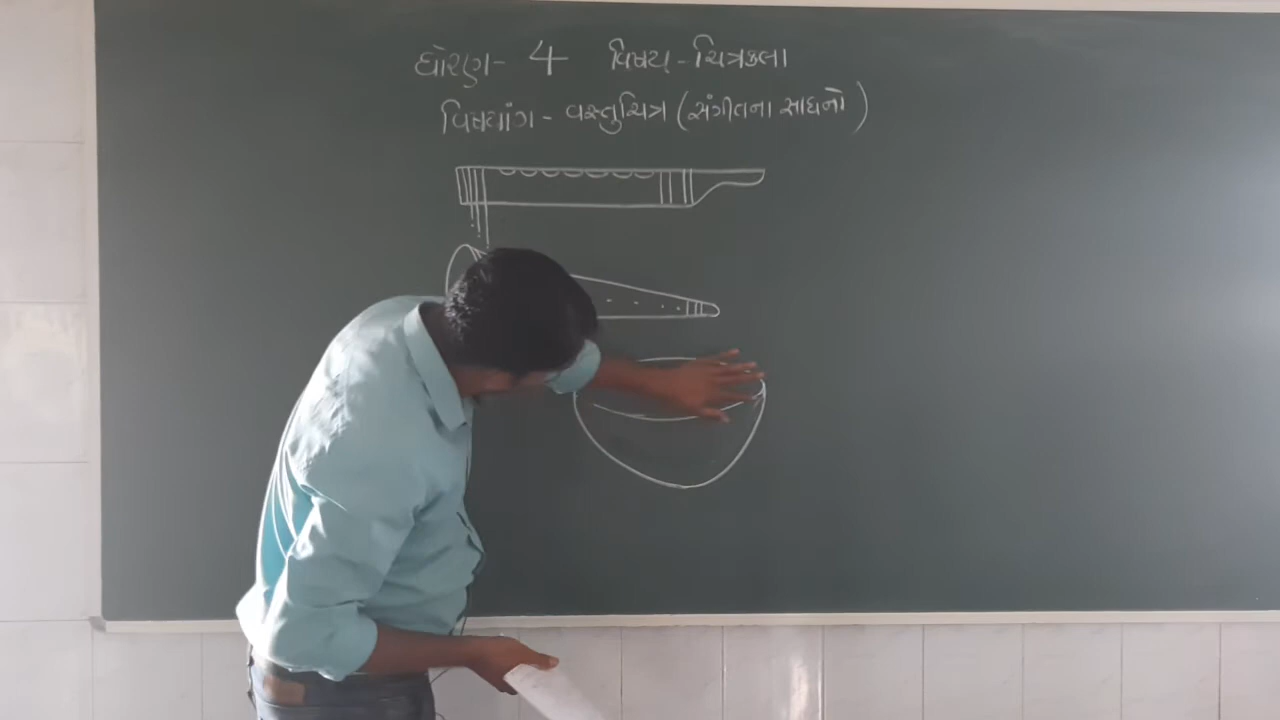 ધોરણ- 4 વિષય - ચિત્રકલા
વિષયાંગ - વસ્તુચિત્ર (સંગીતના સાધનો)